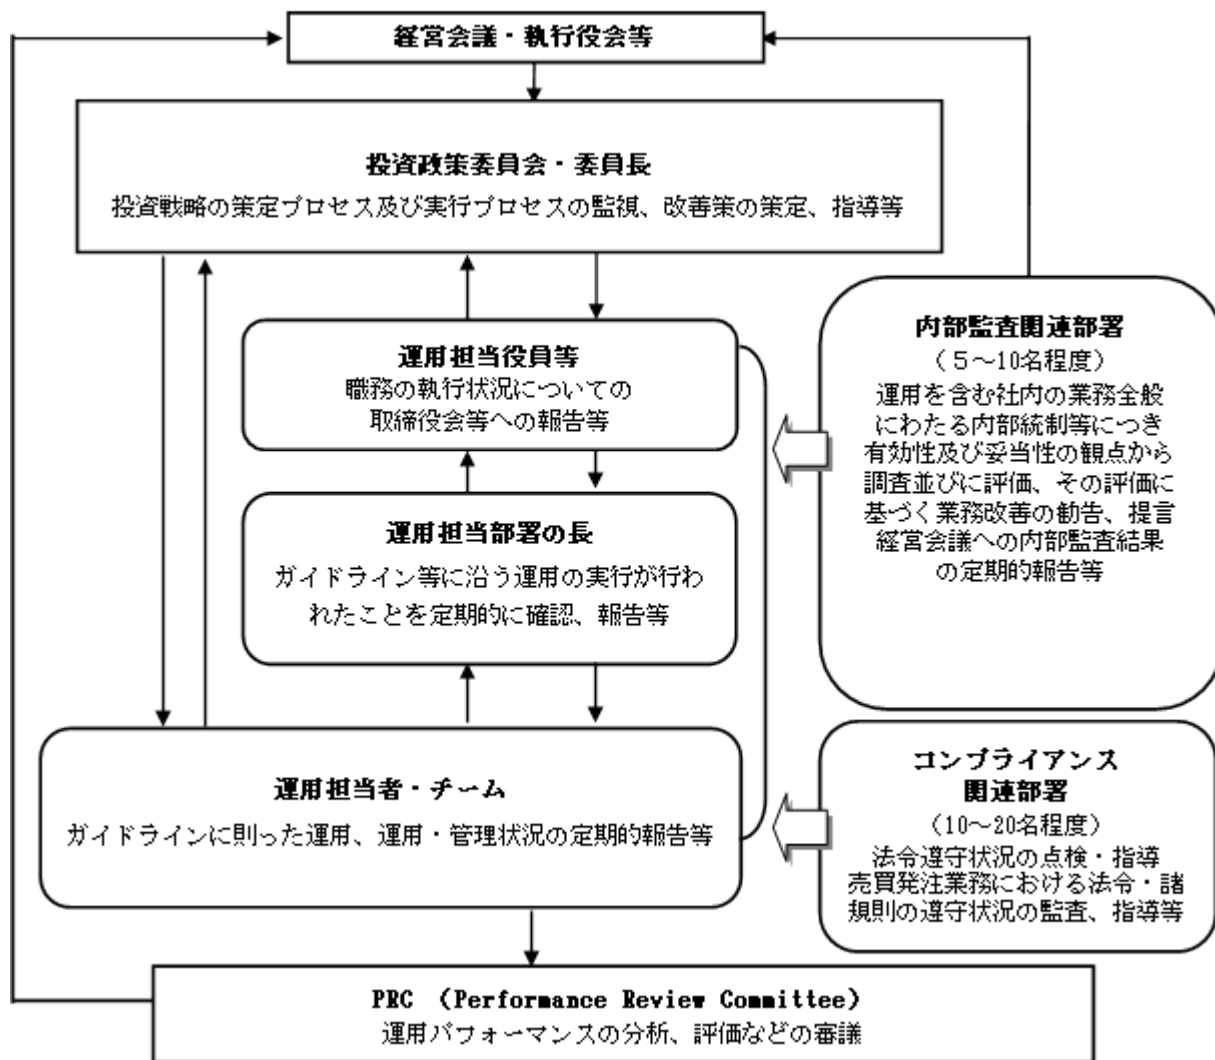 経営会議・執行役会等
投資政策委員会・委員長
投資戦略の策定プロセス及び実行プロセスの監視、改善策の策定、指導等
運用担当役員等
職務の執行状況についての
取締役会等への報告等
運用担当部署の長
ガイドライン等に沿う運用の実行が行わ
れたことを定期的に確認、報告等
運用担当者・チーム
ガイドラインに則った運用、運用・管理状況の定期的報告等
内部監査関連部署
（５～10名程度）
運用を含む社内の業務全般
にわたる内部統制等につき
有効性及び妥当性の観点から
調査並びに評価、その評価に
基づく業務改善の勧告、提言
経営会議への内部監査結果
の定期的報告等
コンプライアンス
関連部署
（10～20名程度）
法令遵守状況の点検・指導
売買発注業務における法令・諸
規則の遵守状況の監査、指導等
PRC （Performance Review Committee）
運用パフォーマンスの分析、評価などの審議